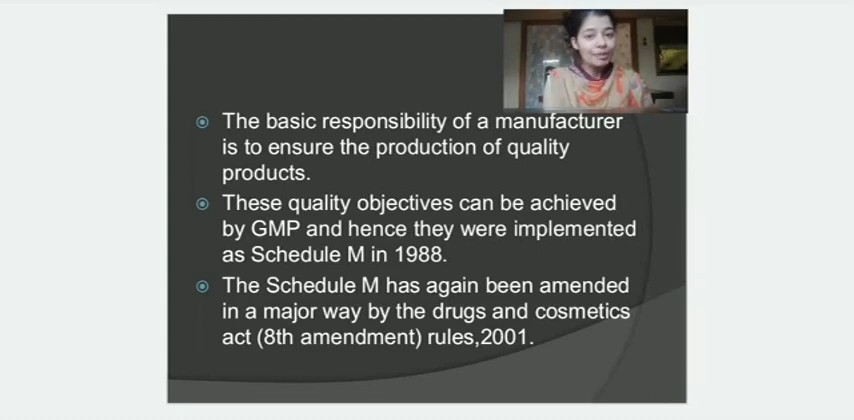 The basic responsibility of a manufacturer
is to ensure the production of quality
products.
These quality objectives can be achieved
by GMP and hence they were implemented
as Schedule M in 1988.
The Schedule M has again been amended
in a major way by the drugs and cosmetics
act (8th amendment) rules,2001.